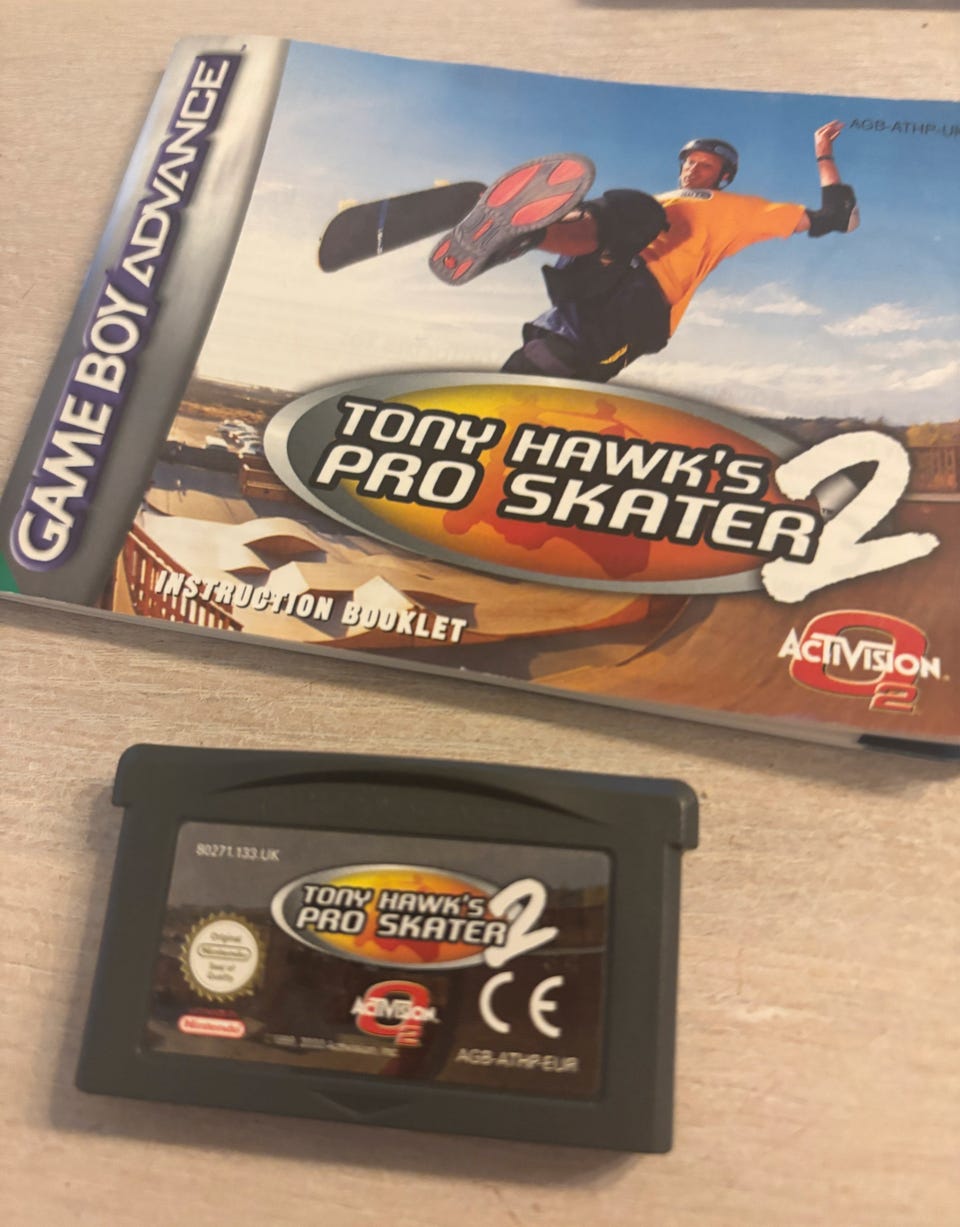 GAME BOY ADVANCE
AGB-ATHP-UK
TONY HAWK'S
PRO SKATER 2
INSTRUCTION BOOKLET
ACTIVISION
O2
80271.133.UK
TONY HAWK'S
PRO SKATER 2
Original
Nintendo
Seal of
Quality
Nintendo
ACTIVISION
O2
CE
AGB-ATHP-EUR